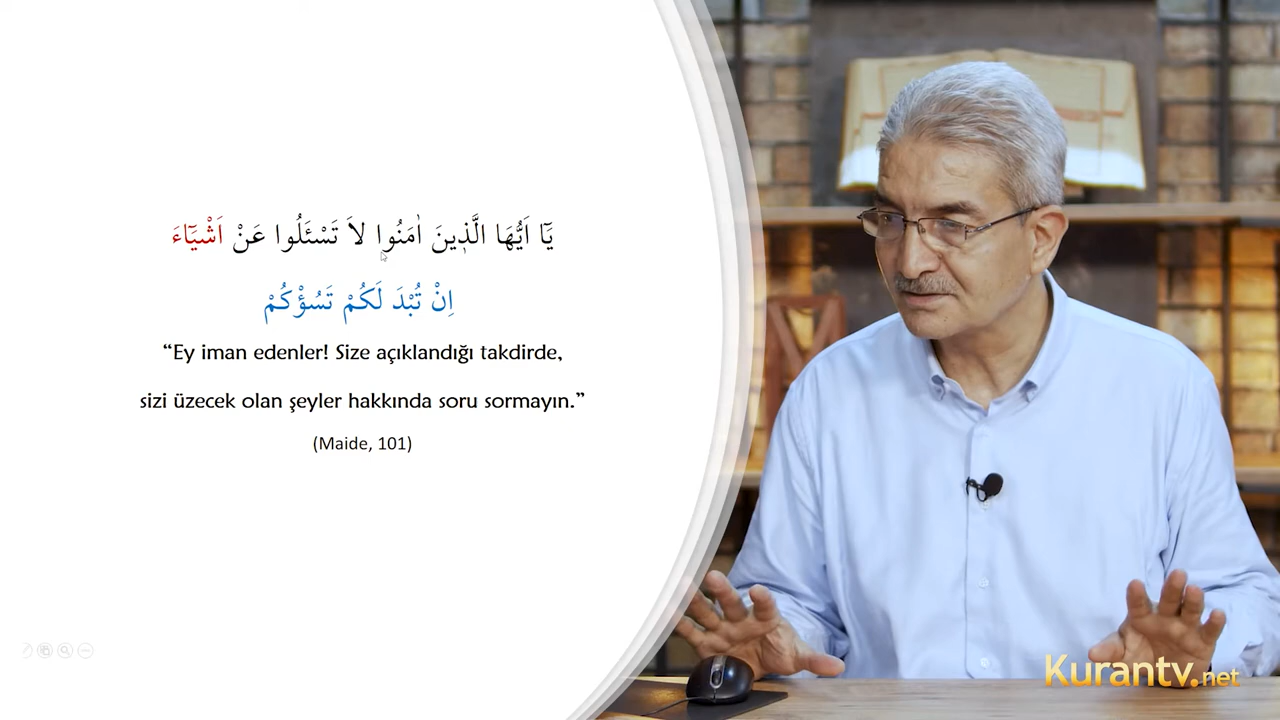 يَٓا اَيُّهَا الَّذ۪ينَ اٰمَنُوا لاَ تَسْئَلُوا عَنْ اَشْيَٓاءَ
اِنْ تُبْدَ لَكُمْ تَسُؤْكُمْ
“Ey iman edenler! Size açıklandığı takdirde,
sizi üzecek olan şeyler hakkında soru sormayın.”
(Maide, 101)
Kurantv.net